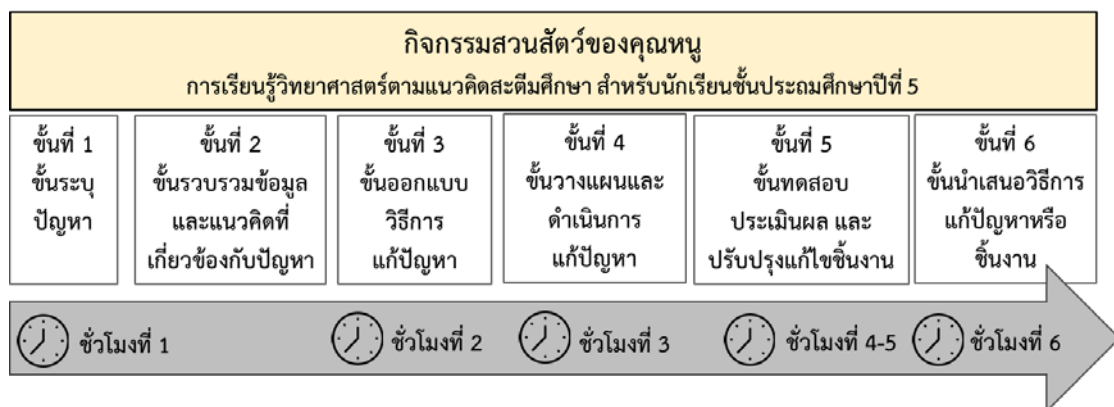 กิจกรรมสวนสัตว์ของคุณหนู
การเรียนรู้วิทยาศาสตร์ตามแนวคิดสะตีมศึกษา สำหรับนักเรียนชั้นประถมศึกษาปีที่ 5
ขั้นที่ 1
ขั้นระบุ
ปัญหา
ขั้นที่ 2
ขั้นรวบรวมข้อมูล
และแนวคิดที่
เกี่ยวข้องกับปัญหา
ขั้นที่ 3
ขั้นออกแบบ
วิธีการ
แก้ปัญหา
ขั้นที่ 4
ขั้นวางแผนและ
ดำเนินการ
แก้ปัญหา
ขั้นที่ 5
ขั้นทดสอบ
ประเมินผล และ
ปรับปรุงแก้ไขชิ้นงาน
ขั้นที่ 6
ขั้นนำเสนอวิธีการ
แก้ปัญหาหรือ
ชิ้นงาน
ชั่วโมงที่ 1
ชั่วโมงที่ 2
ชั่วโมงที่ 3
ชั่วโมงที่ 4-5
ชั่วโมงที่ 6